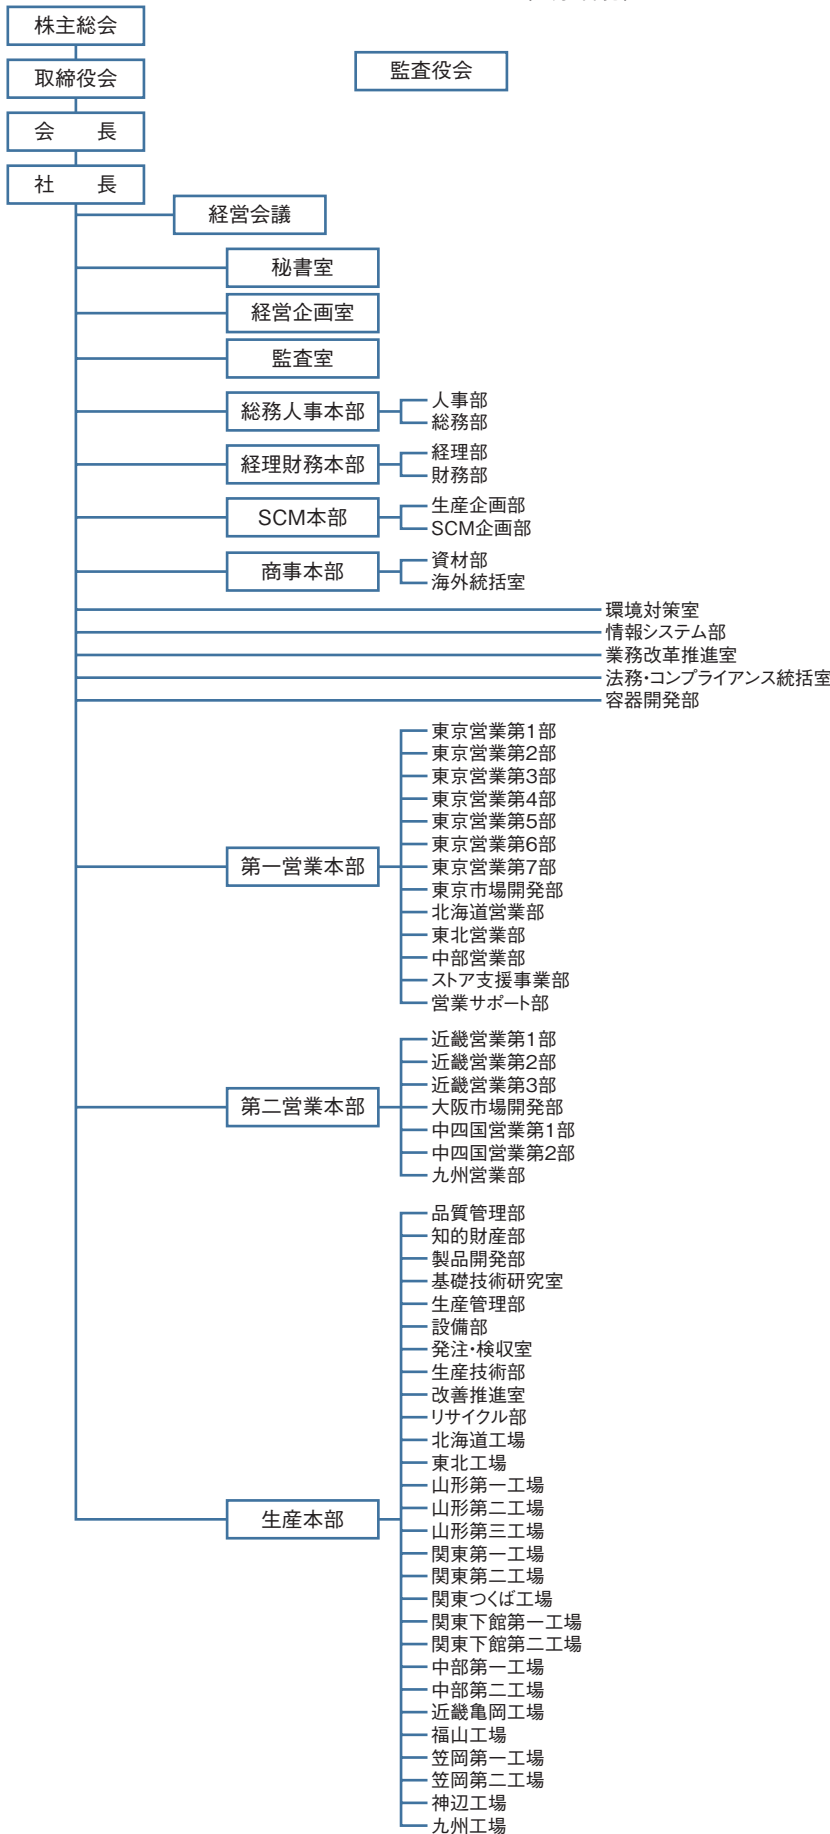 株主総会
取締役会
監査役会
会　　長
社　　長
経営会議
秘書室
経営企画室
監査室
総務人事本部
人事部
総務部
経理財務本部
経理部
財務部
SCM本部
生産企画部
SCM企画部
商事本部
資材部
海外統括室
環境対策室
情報システム部
業務改革推進室
法務・コンプライアンス統括室
容器開発部
第一営業本部
東京営業第1部
東京営業第2部
東京営業第3部
東京営業第4部
東京営業第5部
東京営業第6部
東京営業第7部
東京市場開発部
北海道営業部
東北営業部
中部営業部
ストア支援事業部
営業サポート部
第二営業本部
近畿営業第1部
近畿営業第2部
近畿営業第3部
大阪市場開発部
中四国営業第1部
中四国営業第2部
九州営業部
生産本部
品質管理部
知的財産部
製品開発部
基礎技術研究室
生産管理部
設備部
発注・検収室
生産技術部
改善推進室
リサイクル部
北海道工場
東北工場
山形第一工場
山形第二工場
山形第三工場
関東第一工場
関東第二工場
関東つくば工場
関東下館第一工場
関東下館第二工場
中部第一工場
中部第二工場
近畿亀岡工場
福山工場
笠岡第一工場
笠岡第二工場
神辺工場
九州工場